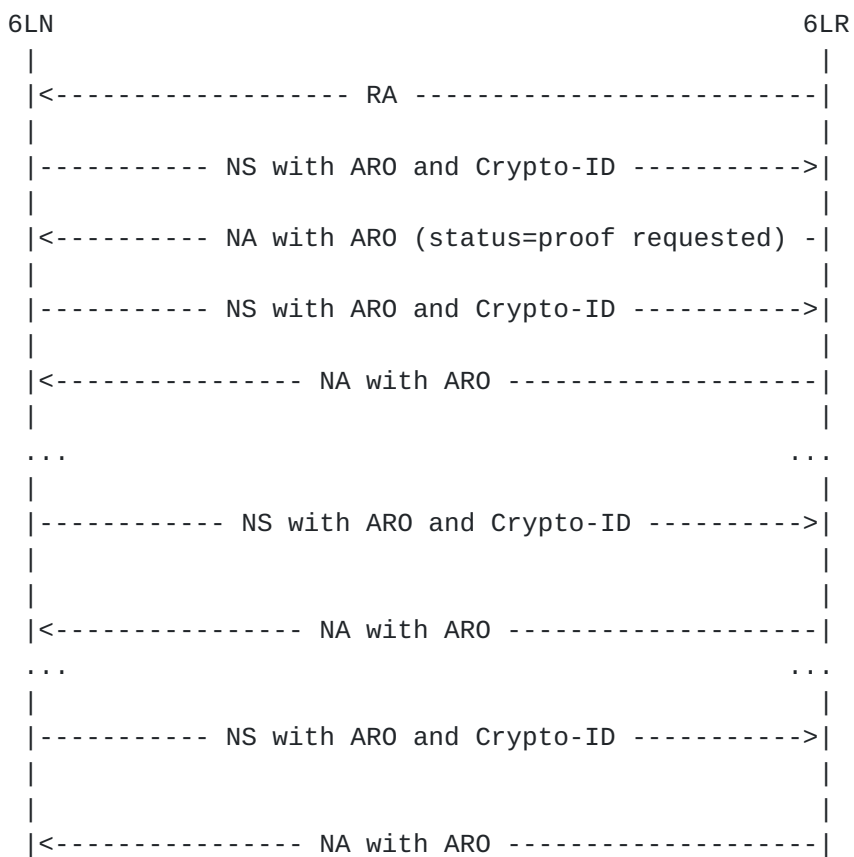 6LN                                                6LR
 |                                                  |
 |<-------------------- RA -------------------------|
 |                                                  |
 |----------- NS with ARO and Crypto-ID ----------->|
 |                                                  |
 |<---------- NA with ARO (status=proof requested) -|
 |                                                  |
 |----------- NS with ARO and Crypto-ID ----------->|
 |                                                  |
 |<---------------- NA with ARO --------------------|
 |                                                  |
 ...                                              ...
 |                                                  |
 |------------ NS with ARO and Crypto-ID ---------->|
 |                                                  |
 |                                                  |
 |<---------------- NA with ARO --------------------|
 ...                                              ...
 |                                                  |
 |----------- NS with ARO and Crypto-ID ----------->|
 |                                                  |
 |                                                  |
 |<---------------- NA with ARO --------------------|